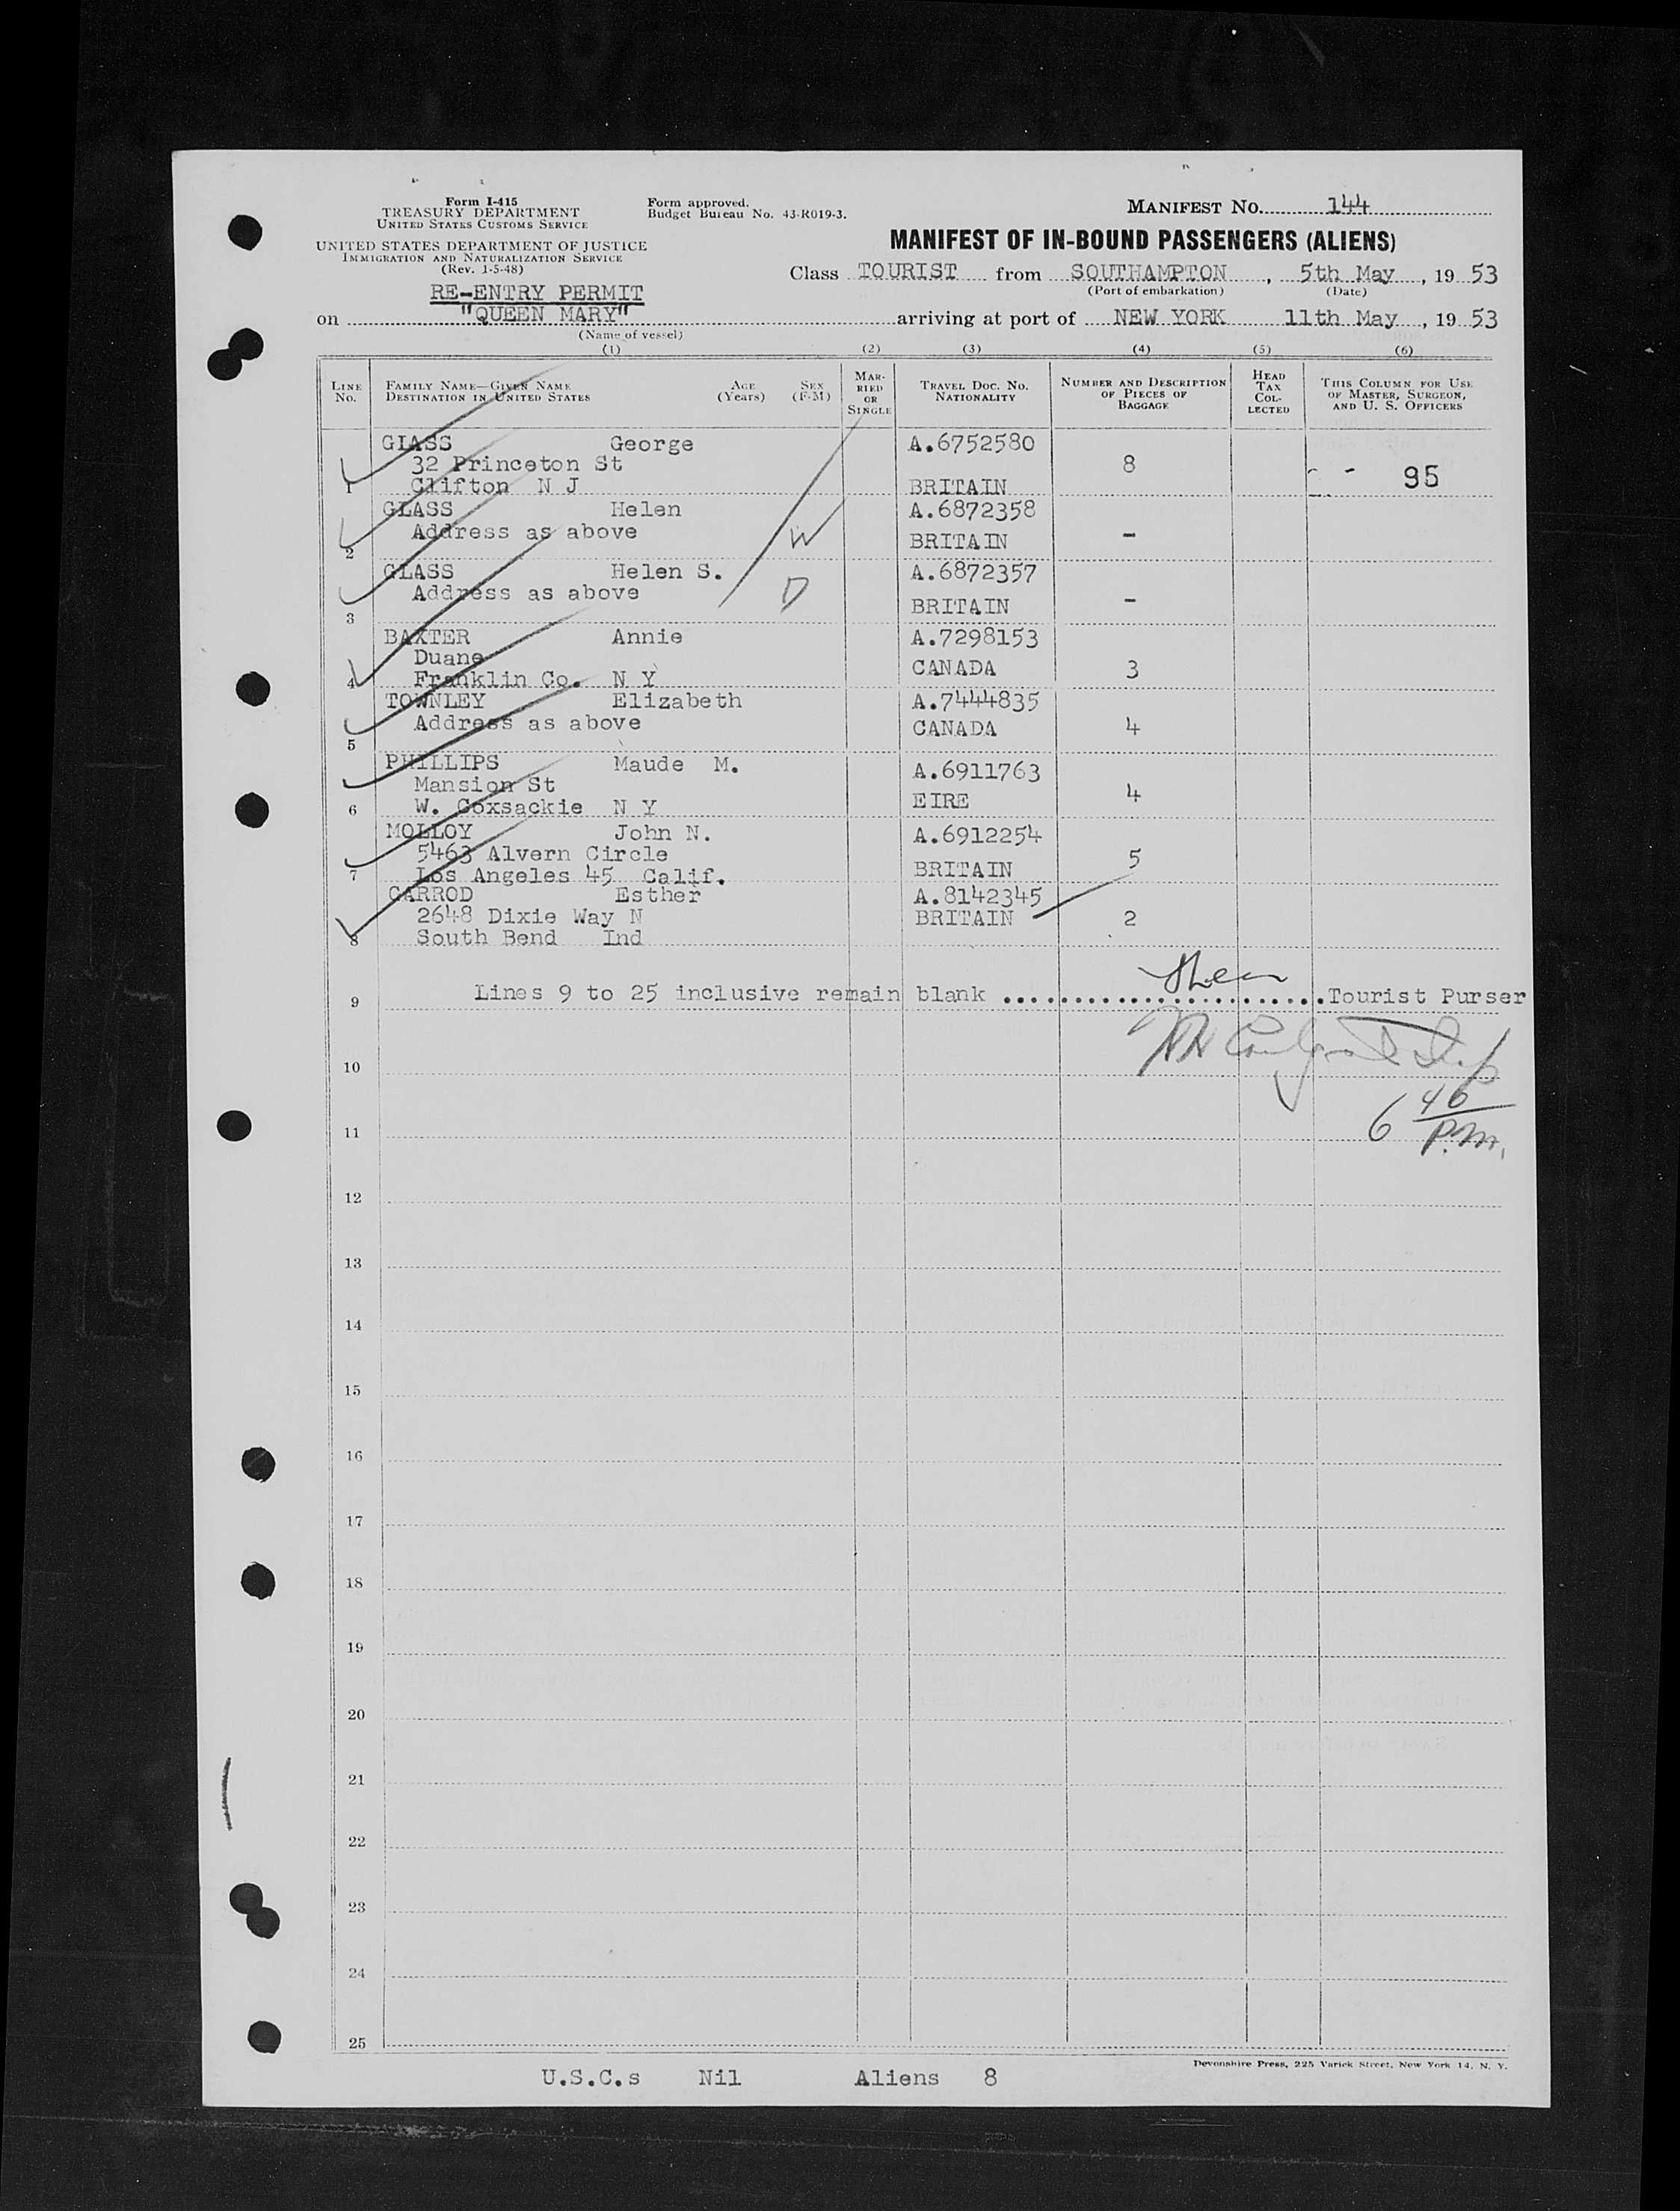 Form I-415
TREASURY DEPARTMENT
UNITED STATES CUSTOMS SERVICE
Form approved.
Budget Bureau No. 43-R019-3.
MANIFEST NO. 144
UNITED STATES DEPARTMENT OF JUSTICE
IMMIGRATION AND NATURALIZATION SERVICE
(Rev. 1-5-48)
MANIFEST OF IN-BOUND PASSENGERS (ALIENS)
Class TOURIST from SOUTHAMPTON, 5th May, 19 53
(Port of embarkation) (Date)
RE-ENTRY PERMIT
on "QUEEN MARY" arriving at port of NEW YORK 11th May, 19 53
(Name of vessel)
(1) (2) (3) (4) (5) (6)
LINE No. FAMILY NAME—GIVEN NAME DESTINATION IN UNITED STATES AGE (Years) SEX (F-M) MARRIED OR SINGLE TRAVEL DOC. NO. NATIONALITY NUMBER AND DESCRIPTION OF PIECES OF BAGGAGE HEAD TAX COLLECTED THIS COLUMN FOR USE OF MASTER, SURGEON, AND U. S. OFFICERS
GLASS George A.6752580
32 Princeton St 8 95
1 Clifton N J BRITAIN
GLASS Helen A.6872358
Address as above W BRITAIN -
2
GLASS Helen S. A.6872357
Address as above D BRITAIN -
3
BAXTER Annie A.7298153
Duane CANADA 3
4 Franklin Co. N Y
TOWNLEY Elizabeth A.7444835
Address as above CANADA 4
5
PHILLIPS Maude M. A.6911763
Mansion St
6 W. Coxsackie N Y EIRE 4
MOLLOY John N. A.6912254
5463 Alvern Circle 5
7 Los Angeles 45 Calif. BRITAIN
GARROD Esther A.8142345
2648 Dixie Way N BRITAIN 2
8 South Bend Ind
9 Lines 9 to 25 inclusive remain blank ........................Tourist Purser
10
6 46
P.M.
11
12
13
14
15
16
17
18
19
20
21
22
23
24
25
Devonshire Press, 225 Varick Street, New York 14, N. Y.
U.S.C.s Nil Aliens 8